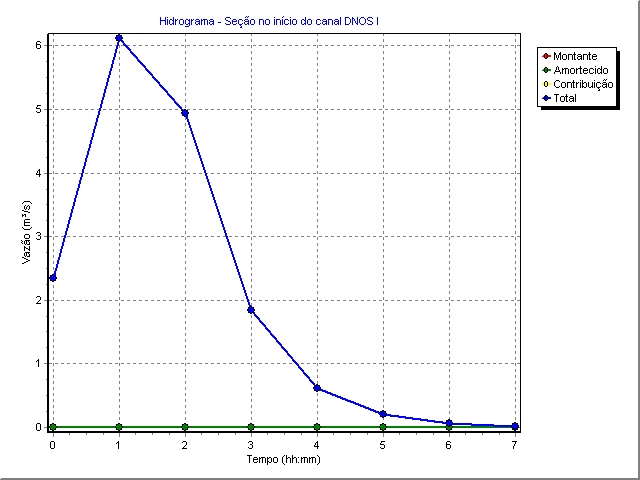 Hidrograma - Seção no início do canal DNOS I
Montante
Amortecido
Contribuição
Total
Vazão (m³/s)
6
5
4
3
2
1
0
0 1 2 3 4 5 6 7
Tempo (hh:mm)